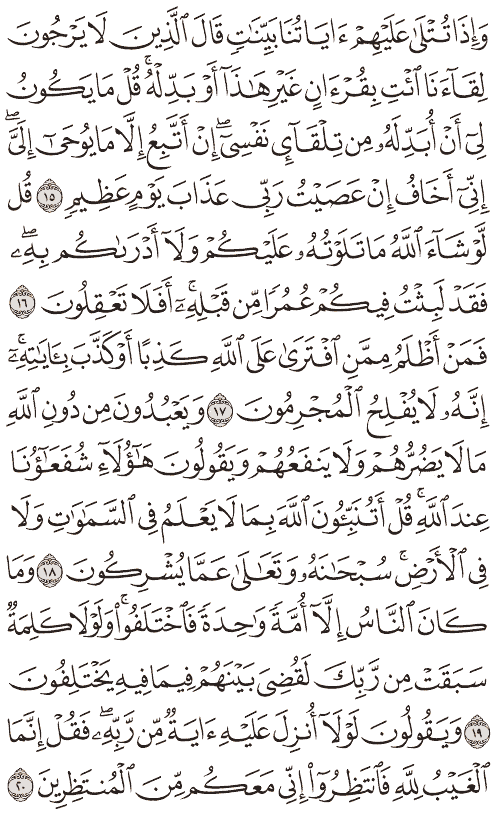 وَإِذَا تُتْلَىٰ عَلَيْهِمْ ءَايَاتُنَا بَيِّنَٰتٍ قَالَ ٱلَّذِينَ لَا يَرْجُونَ
لِقَآءَنَا ٱئْتِ بِقُرْءَانٍ غَيْرِ هَٰذَآ أَوْ بَدِّلْهُ ۚ قُلْ مَا يَكُونُ
لِىٓ أَنْ أُبَدِّلَهُۥ مِن تِلْقَآئِ نَفْسِىٓ ۖ إِنْ أَتَّبِعُ إِلَّا مَا يُوحَىٰٓ إِلَىَّ ۖ
إِنِّىٓ أَخَافُ إِنْ عَصَيْتُ رَبِّى عَذَابَ يَوْمٍ عَظِيمٍ ١٥ قُل
لَّوْ شَآءَ ٱللَّهُ مَا تَلَوْتُهُۥ عَلَيْكُمْ وَلَآ أَدْرَىٰكُم بِهِۦ ۖ
فَقَدْ لَبِثْتُ فِيكُمْ عُمُرًا مِّن قَبْلِهِۦٓ ۚ أَفَلَا تَعْقِلُونَ ١٦
فَمَنْ أَظْلَمُ مِمَّنِ ٱفْتَرَىٰ عَلَى ٱللَّهِ كَذِبًا أَوْ كَذَّبَ بِـَٔايَٰتِهِۦٓ ۚ
إِنَّهُۥ لَا يُفْلِحُ ٱلْمُجْرِمُونَ ١٧ وَيَعْبُدُونَ مِن دُونِ ٱللَّهِ
مَا لَا يَضُرُّهُمْ وَلَا يَنفَعُهُمْ وَيَقُولُونَ هَٰٓؤُلَآءِ شُفَعَٰٓؤُنَا
عِندَ ٱللَّهِ ۚ قُلْ أَتُنَبِّـُٔونَ ٱللَّهَ بِمَا لَا يَعْلَمُ فِى ٱلسَّمَٰوَٰتِ وَلَا
فِى ٱلْأَرْضِ ۚ سُبْحَٰنَهُۥ وَتَعَٰلَىٰ عَمَّا يُشْرِكُونَ ١٨ وَمَا
كَانَ ٱلنَّاسُ إِلَّآ أُمَّةً وَٰحِدَةً فَٱخْتَلَفُوا۟ ۚ وَلَوْلَا كَلِمَةٌ
سَبَقَتْ مِن رَّبِّكَ لَقُضِىَ بَيْنَهُمْ فِيمَا فِيهِ يَخْتَلِفُونَ
١٩ وَيَقُولُونَ لَوْلَآ أُنزِلَ عَلَيْهِ ءَايَةٌ مِّن رَّبِّهِۦ ۖ فَقُلْ إِنَّمَا
ٱلْغَيْبُ لِلَّهِ فَٱنتَظِرُوٓا۟ إِنِّى مَعَكُم مِّنَ ٱلْمُنتَظِرِينَ ٢٠